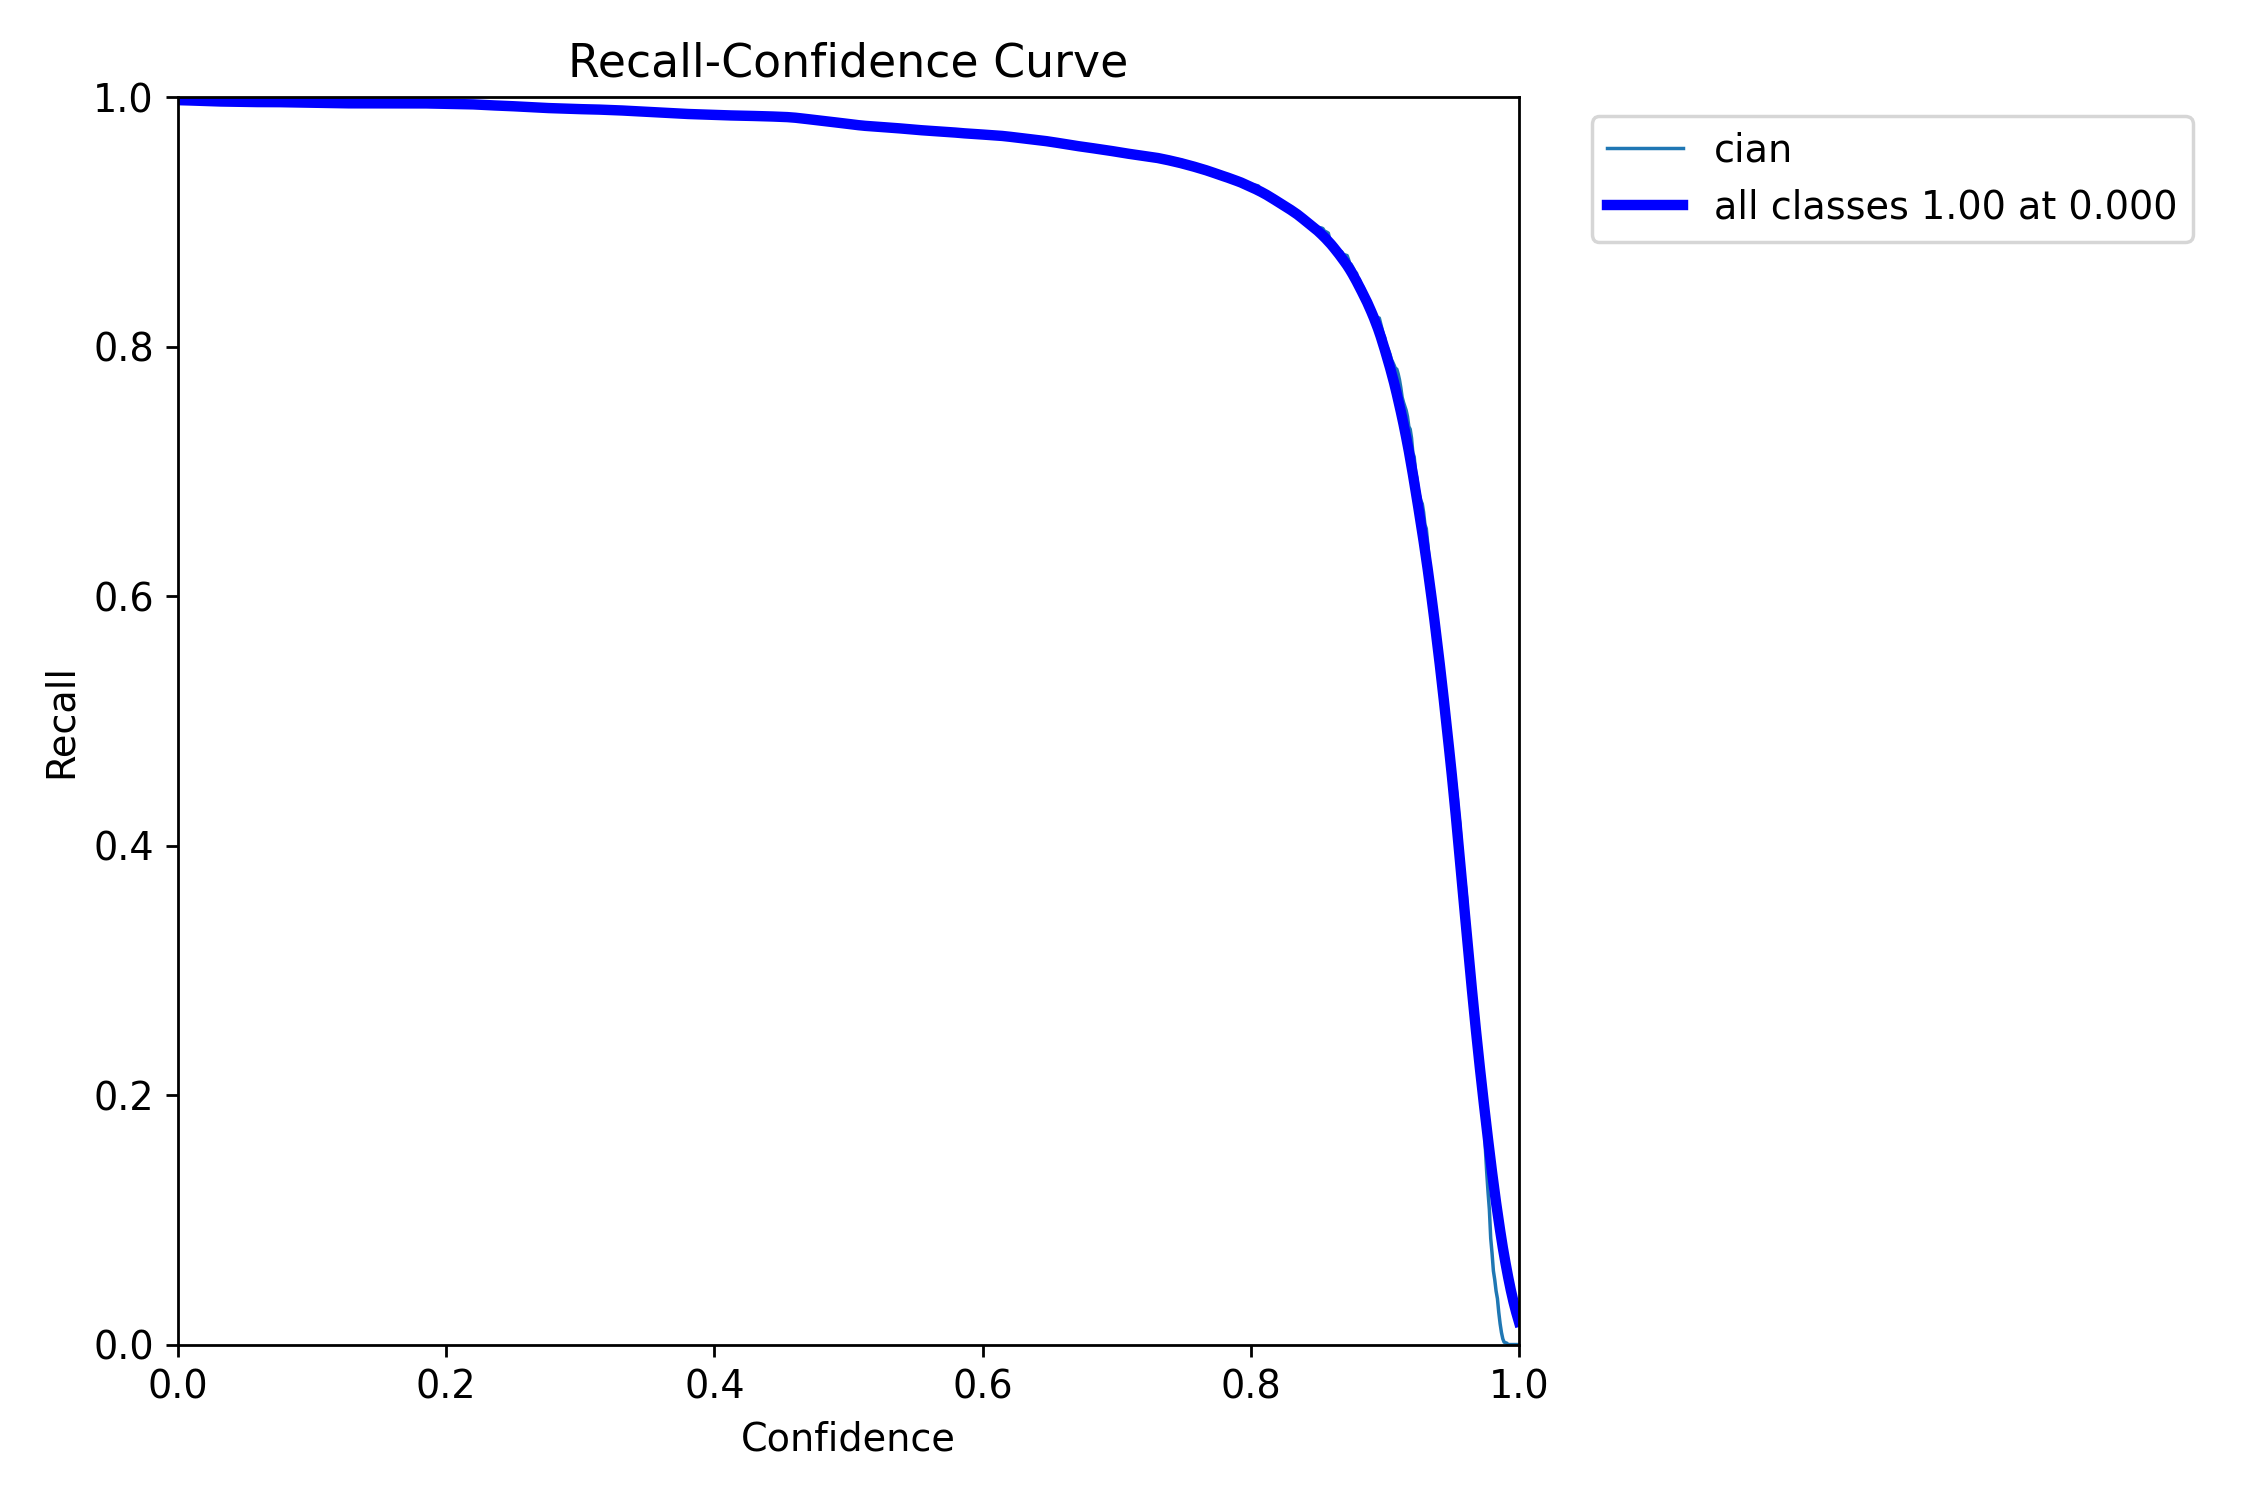 Recall-Confidence Curve
1.0
0.8
0.6
0.4
0.2
0.0
Recall
0.0 0.2 0.4 0.6 0.8 1.0
Confidence
cian
all classes 1.00 at 0.000